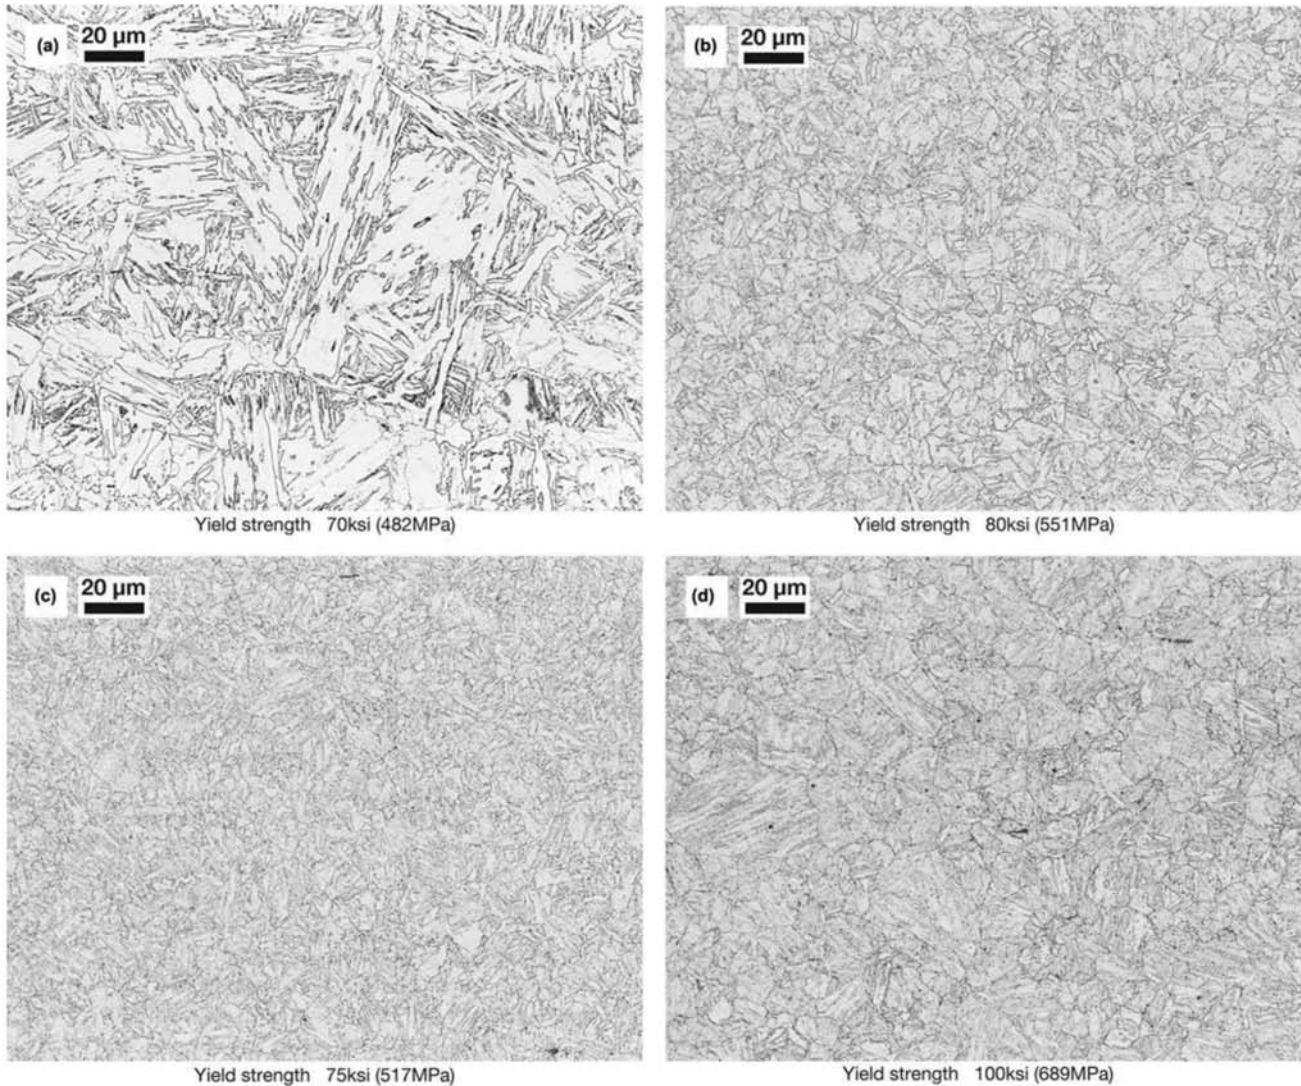 (a) 20 µm
(b) 20 µm
Yield strength 70ksi (482MPa)
Yield strength 80ksi (551MPa)
(c) 20 µm
(d) 20 µm
Yield strength 75ksi (517MPa)
Yield strength 100ksi (689MPa)